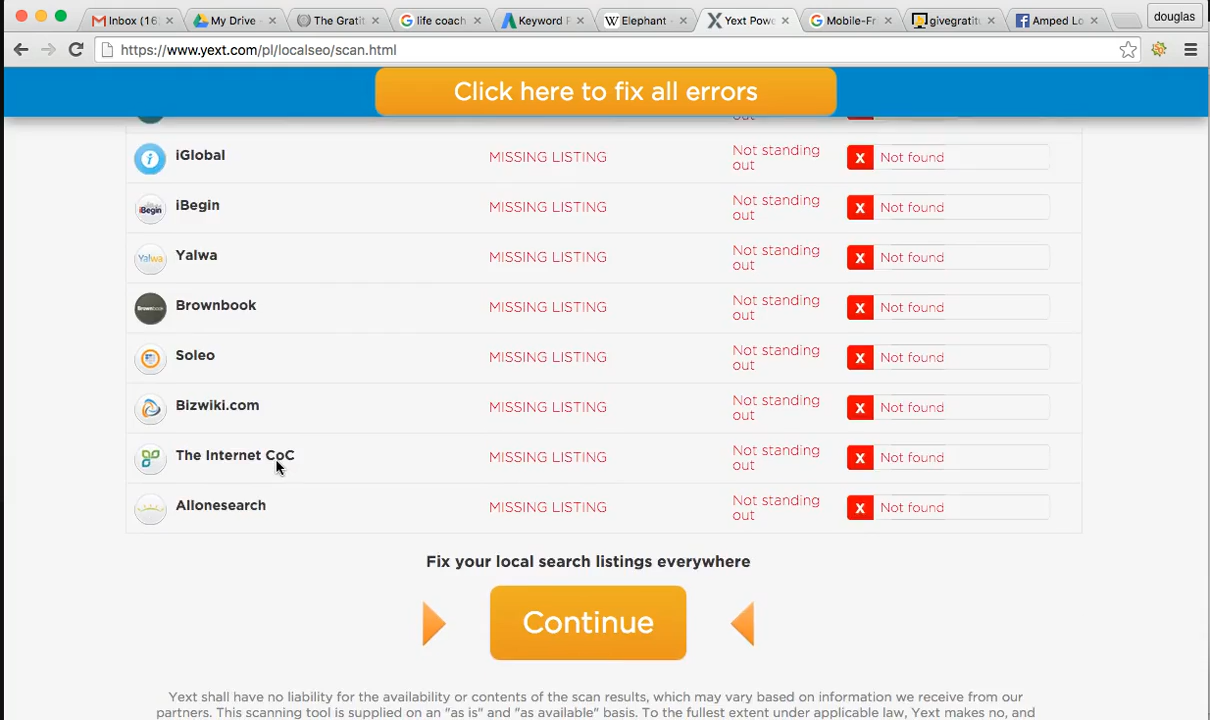 Inbox (16
My Drive -
The Gratit
life coach
Keyword P
Elephant -
Yext Powe
Mobile-Fr
givegratitu
Amped Lo
douglas
https://www.yext.com/pl/localseo/scan.html
Click here to fix all errors
out
iGlobal MISSING LISTING Not standing out X Not found
iBegin iBegin MISSING LISTING Not standing out X Not found
Yalwa Yalwa MISSING LISTING Not standing out X Not found
Brownbook Brownbook MISSING LISTING Not standing out X Not found
Soleo MISSING LISTING Not standing out X Not found
Bizwiki.com MISSING LISTING Not standing out X Not found
The Internet CoC MISSING LISTING Not standing out X Not found
Allonesearch MISSING LISTING Not standing out X Not found
Fix your local search listings everywhere
Continue
Yext shall have no liability for the availability or contents of the scan results, which may vary based on information we receive from our
partners. This scanning tool is supplied on an "as is" and "as available" basis. To the fullest extent under applicable law, Yext makes no, and